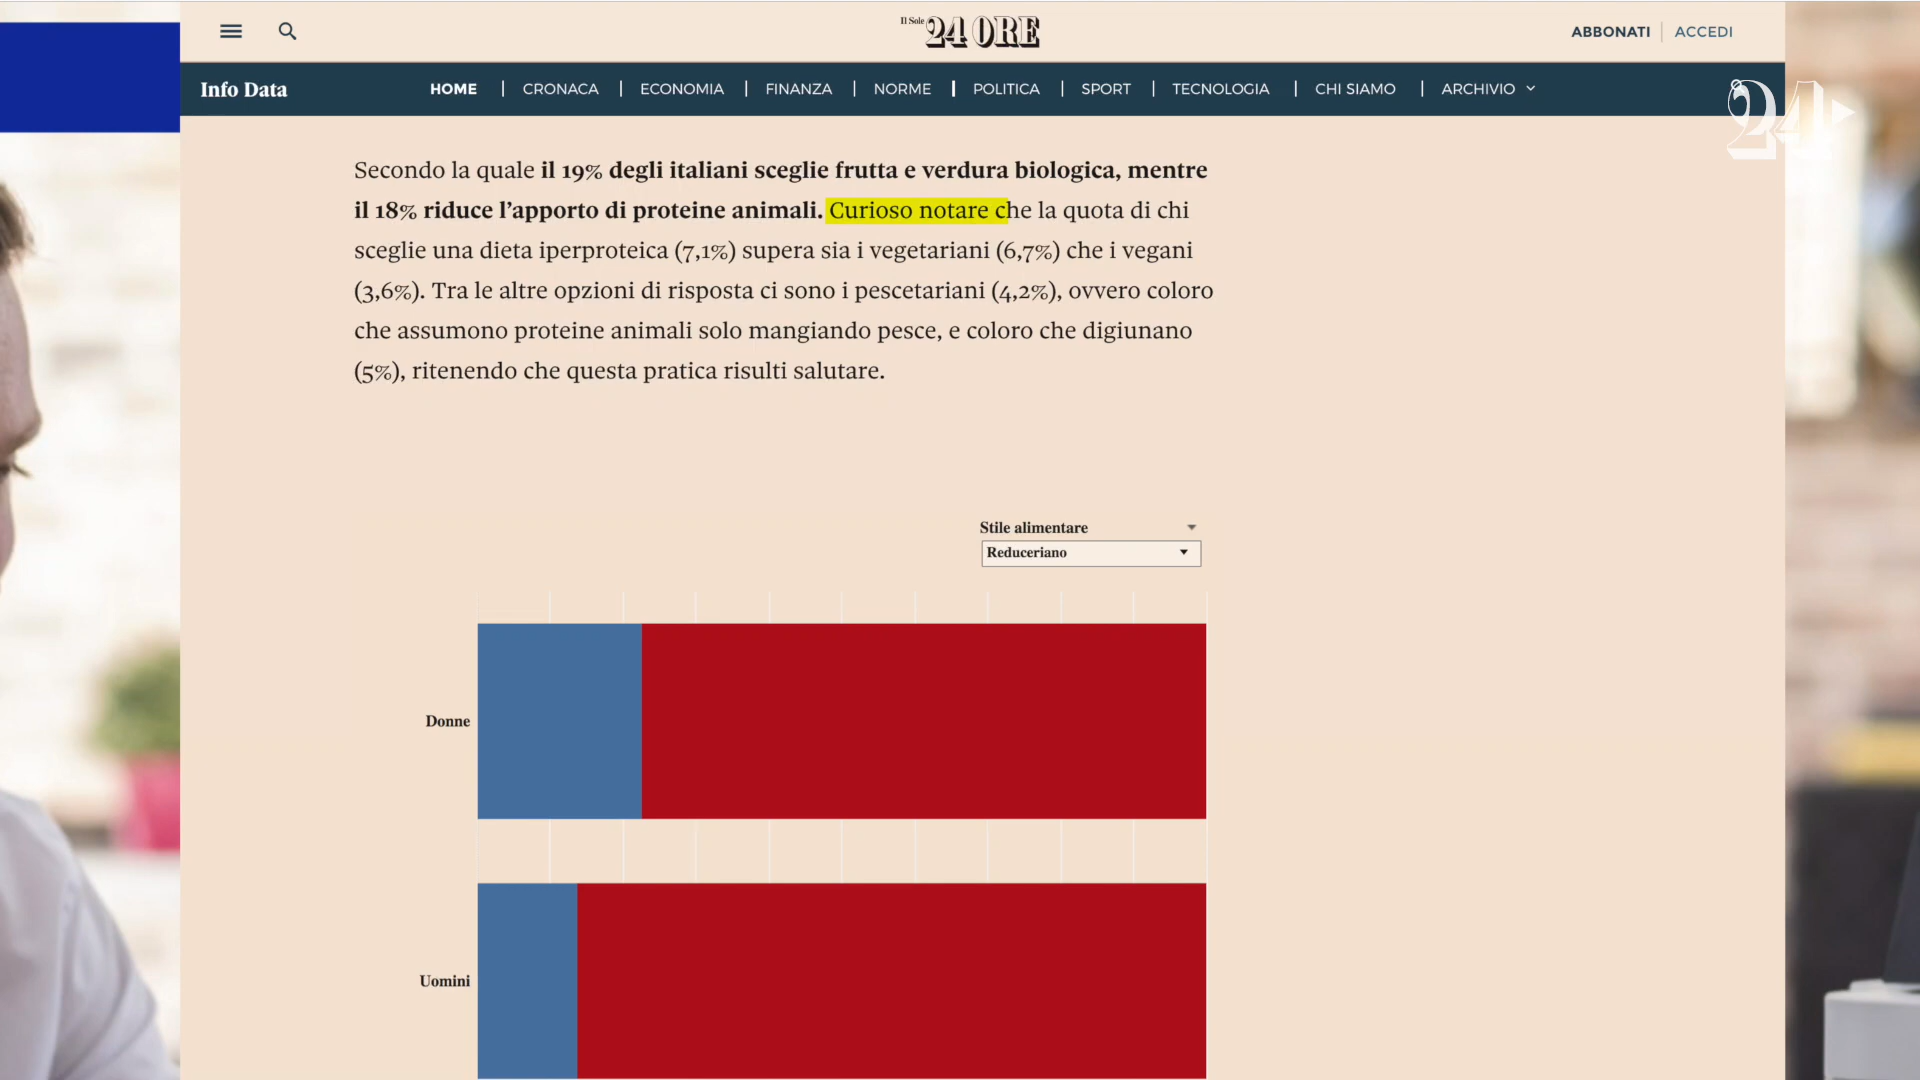 Il Sole
24 ORE
ABBONATI
ACCEDI
Info Data
HOME
CRONACA
ECONOMIA
FINANZA
NORME
POLITICA
SPORT
TECNOLOGIA
CHI SIAMO
ARCHIVIO
24
Secondo la quale il 19% degli italiani sceglie frutta e verdura biologica, mentre
il 18% riduce l'apporto di proteine animali. Curioso notare che la quota di chi
sceglie una dieta iperproteica (7,1%) supera sia i vegetariani (6,7%) che i vegani
(3,6%). Tra le altre opzioni di risposta ci sono i pescetariani (4,2%), ovvero coloro
che assumono proteine animali solo mangiando pesce, e coloro che digiunano
(5%), ritenendo che questa pratica risulti salutare.
Stile alimentare
Reduceriano
Donne
Uomini